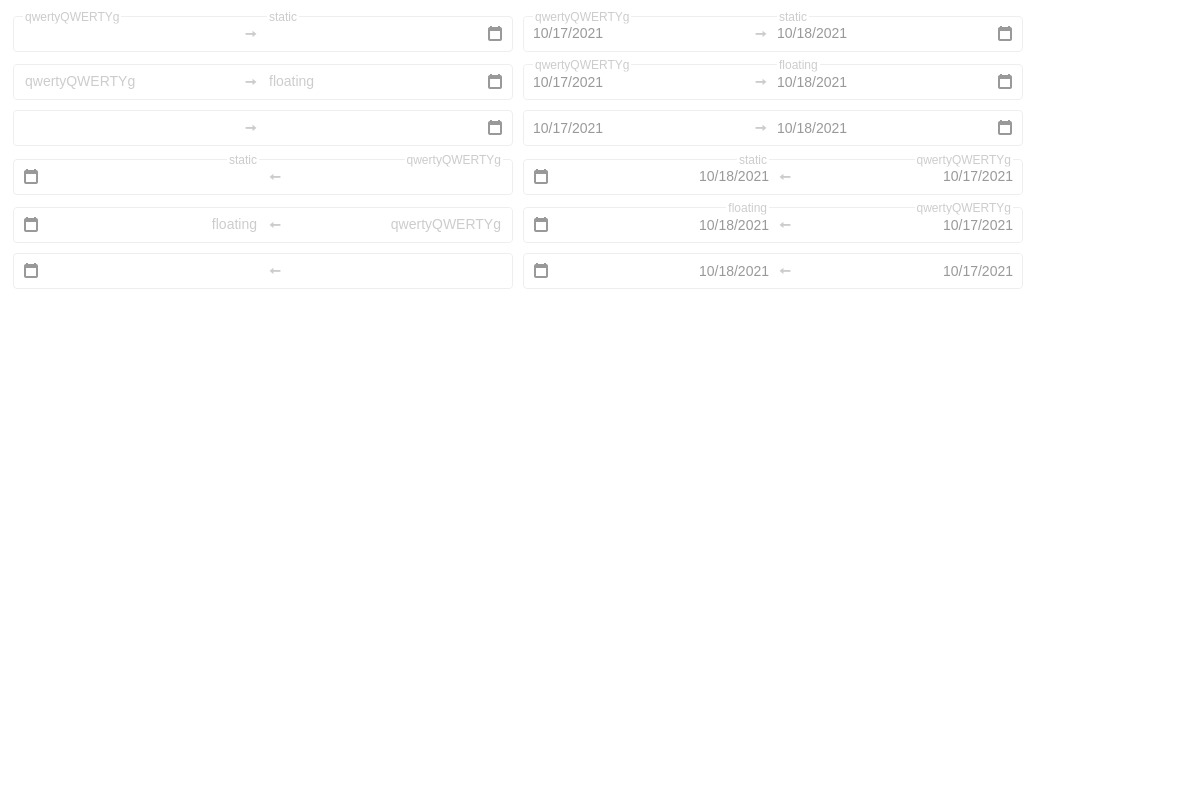 qwertyQWERTYg static qwertyQWERTYg static
→ 10/17/2021 → 10/18/2021
qwertyQWERTYg floating
qwertyQWERTYg → floating 10/17/2021 → 10/18/2021
→ 10/17/2021 → 10/18/2021
static qwertyQWERTYg static qwertyQWERTYg
← 10/18/2021 ← 10/17/2021
floating qwertyQWERTYg
floating ← qwertyQWERTYg 10/18/2021 ← 10/17/2021
← 10/18/2021 ← 10/17/2021